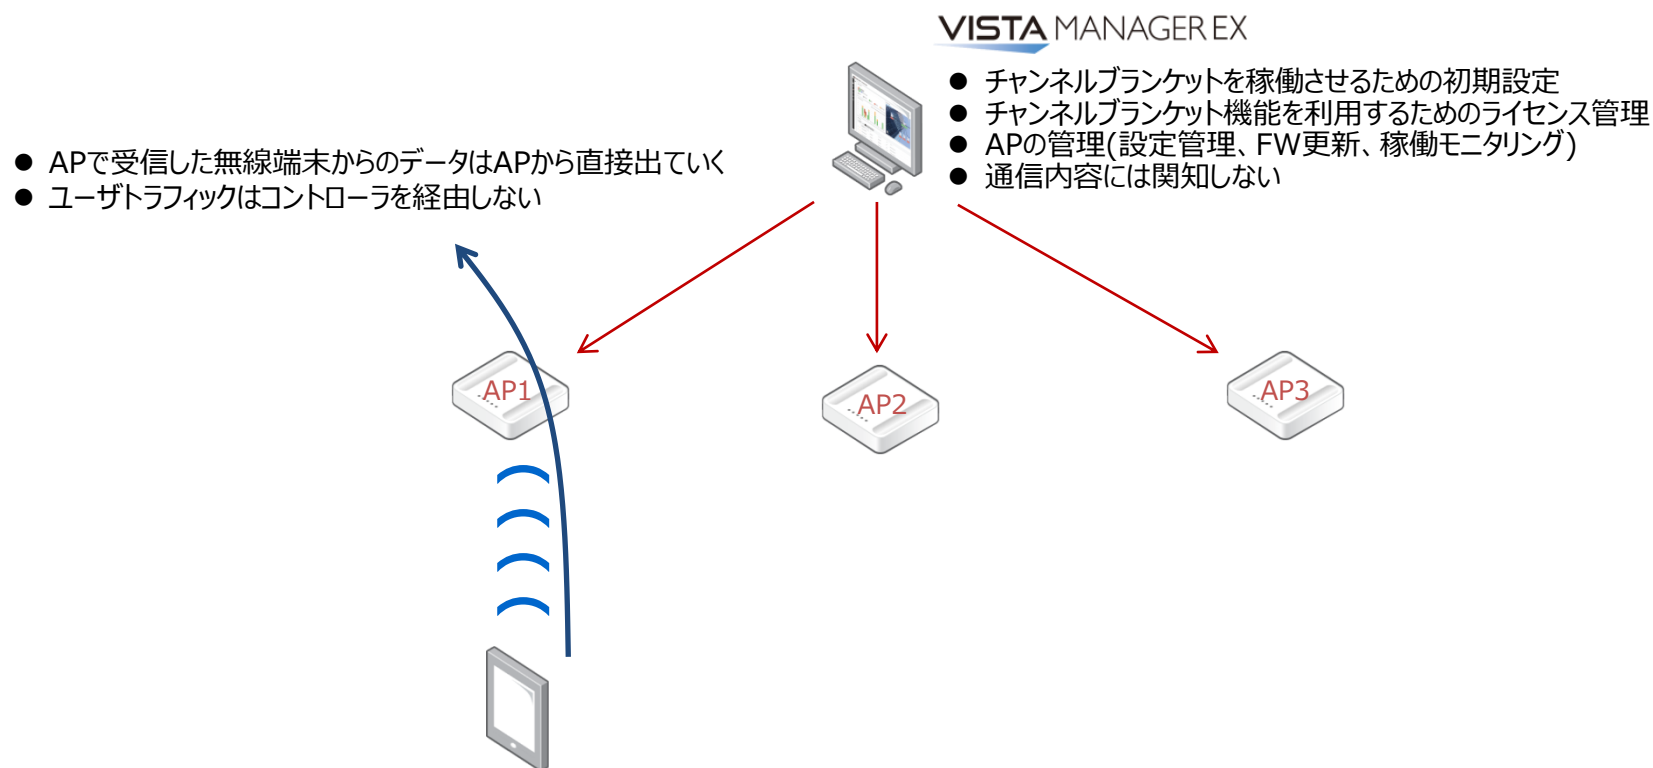 VISTA MANAGER EX
● チャンネルブランケットを稼働させるための初期設定
● チャンネルブランケット機能を利用するためのライセンス管理
● APの管理(設定管理、FW更新、稼働モニタリング)
● 通信内容には関知しない
● APで受信した無線端末からのデータはAPから直接出ていく
● ユーザトラフィックはコントローラを経由しない
AP1
AP2
AP3